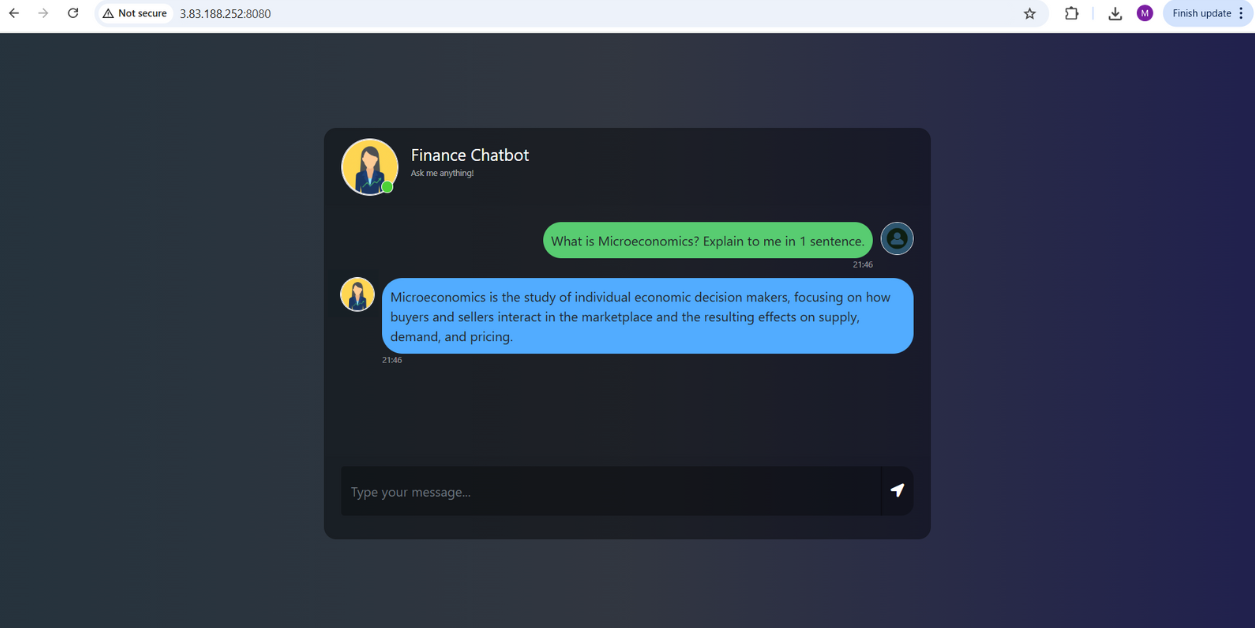 Not secure 3.83.188.252:8080 M Finish update
Finance Chatbot
Ask me anything!
What is Microeconomics? Explain to me in 1 sentence.
21:46
Microeconomics is the study of individual economic decision makers, focusing on how
buyers and sellers interact in the marketplace and the resulting effects on supply,
demand, and pricing.
21:46
Type your message...